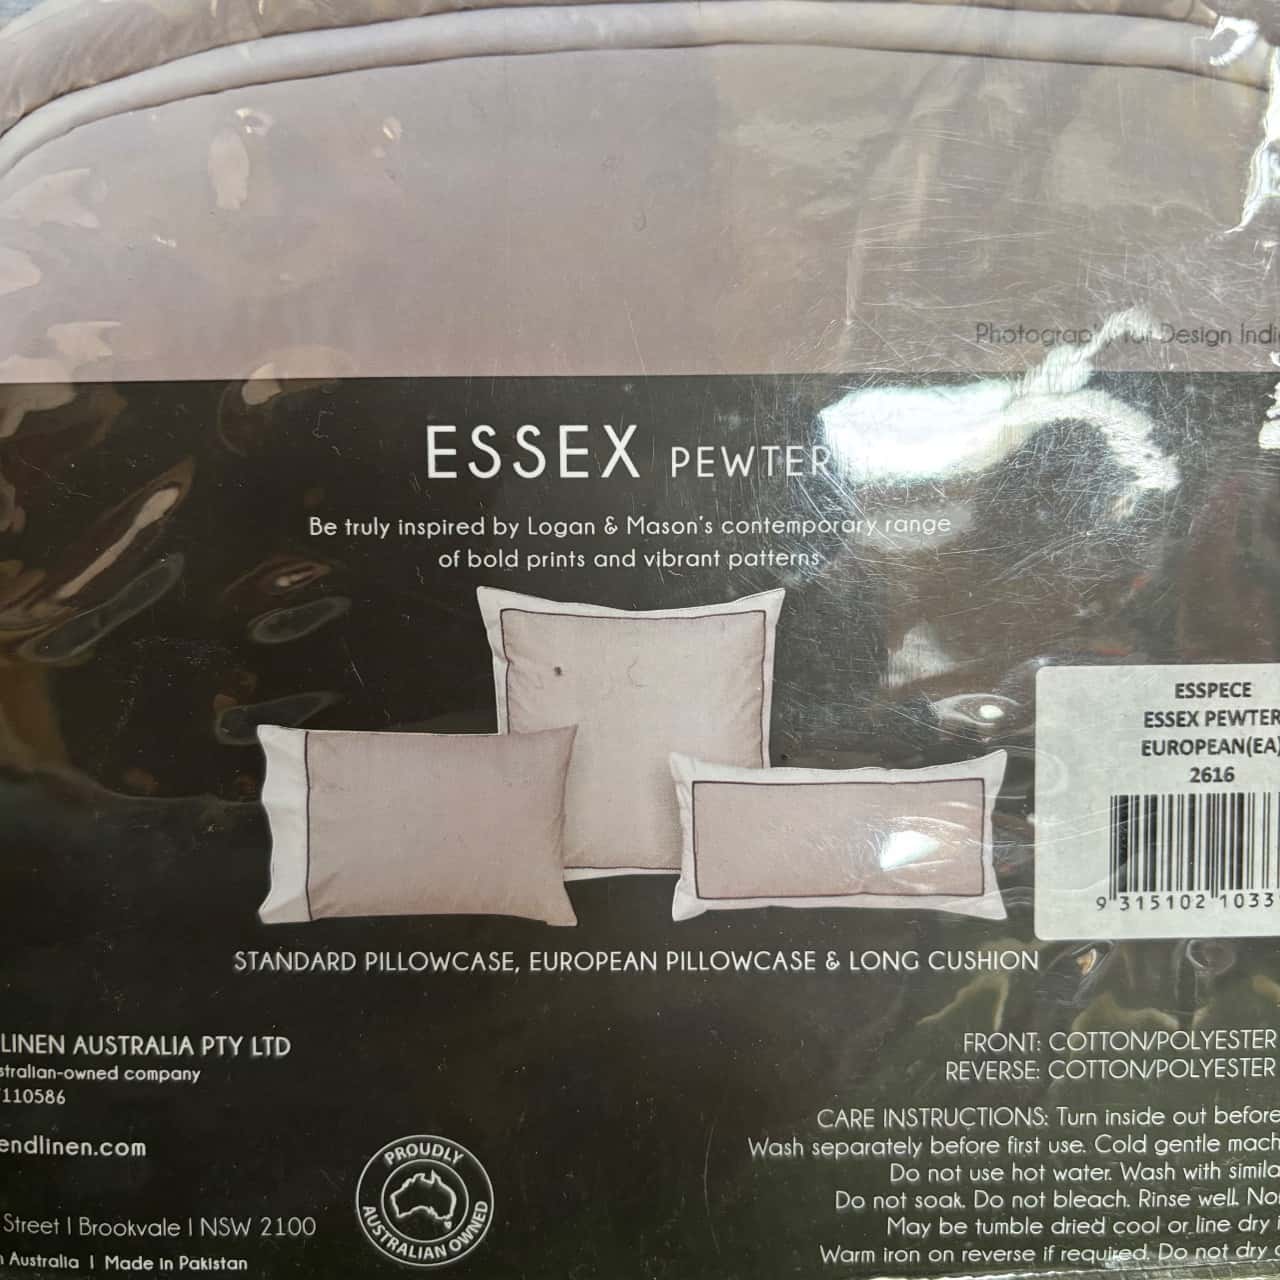 Photography for Design Indi
ESSEX PEWTER
Be truly inspired by Logan & Mason's contemporary range
of bold prints and vibrant patterns
ESSPECE
ESSEX PEWTER
EUROPEAN(EA)
2616
9 315102 1033
STANDARD PILLOWCASE, EUROPEAN PILLOWCASE & LONG CUSHION
LINEN AUSTRALIA PTY LTD
stralian-owned company
110586
endlinen.com
Street | Brookvale | NSW 2100
n Australia | Made in Pakistan
PROUDLY
AUSTRALIAN OWNED
FRONT: COTTON/POLYESTER
REVERSE: COTTON/POLYESTER
CARE INSTRUCTIONS: Turn inside out before
Wash separately before first use. Cold gentle mach
Do not use hot water. Wash with simila
Do not soak. Do not bleach. Rinse well. No
May be tumble dried cool or line dry i
Warm iron on reverse if required. Do not dry